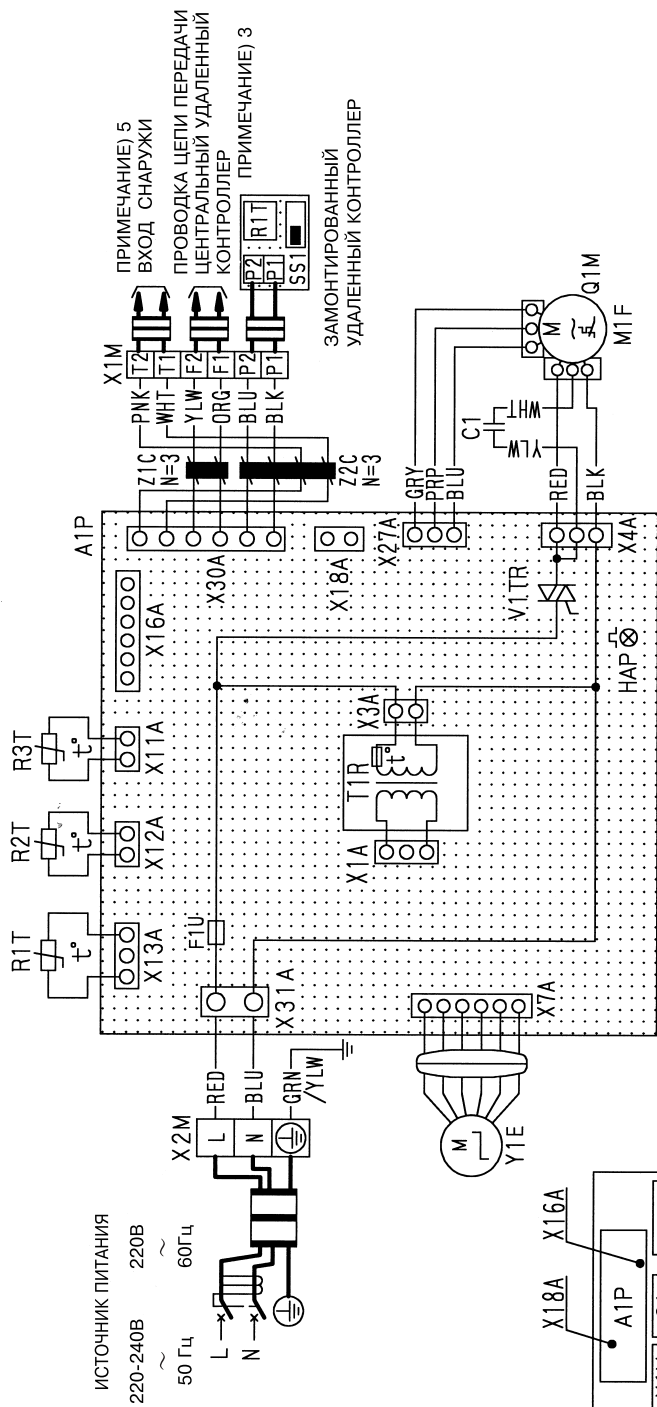 ИСТОЧНИК ПИТАНИЯ
220-240В 220В
~ ~
50 Гц 60Гц
L
N
X2M
L
N
RED
BLU
GRN
/YLW
R1T
t°
X13A
R2T
t°
X12A
R3T
t°
X11A
X16A
A1P
X31A
F1U
X1A
T1R
t°
X3A
X18A
X30A
X27A
V1TR
X4A
HAP
X7A
M
Y1E
Z1C
N=3
Z2C
N=3
PNK
WHT
YLW
ORG
BLU
BLK
X1M
T2
T1
F2
F1
P2
P1
ПРИМЕЧАНИЕ) 5
ВХОД СНАРУЖИ
ПРОВОДКА ЦЕПИ ПЕРЕДАЧИ
ЦЕНТРАЛЬНЫЙ УДАЛЕННЫЙ
КОНТРОЛЛЕР
ПРИМЕЧАНИЕ) 3
P2
P1
R1T
SS1
ЗАМОНТИРОВАННЫЙ
УДАЛЕННЫЙ КОНТРОЛЛЕР
GRY
PRP
BLU
C1
YLW
WHT
RED
BLK
M
~
Q1M
M1F
X18A
X16A
A1P